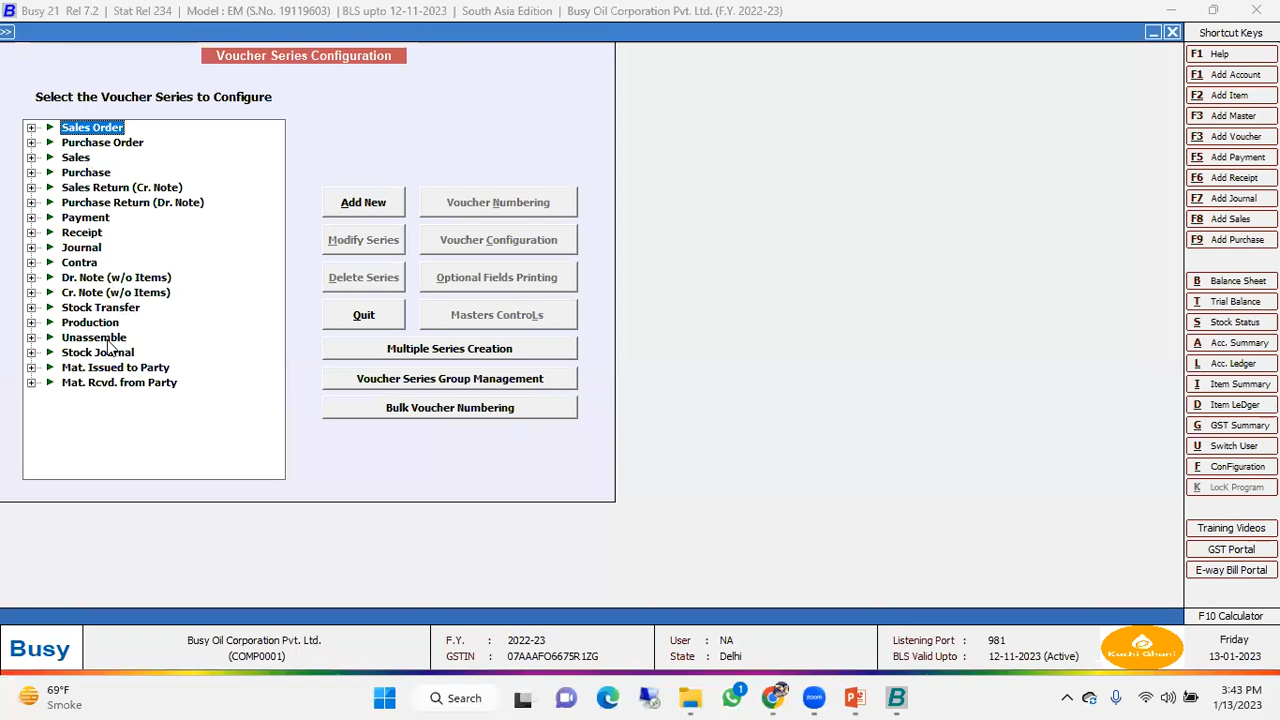 Busy 21 Rel 7.2 | Stat Rel 234 | Model : EM (S.No. 19119603) | BLS upto 12-11-2023 | South Asia Edition | Busy Oil Corporation Pvt. Ltd. (F.Y. 2022-23)
>>
Voucher Series Configuration
Select the Voucher Series to Configure
Sales Order
Purchase Order
Sales
Purchase
Sales Return (Cr. Note)
Purchase Return (Dr. Note)
Payment
Receipt
Journal
Contra
Dr. Note (w/o Items)
Cr. Note (w/o Items)
Stock Transfer
Production
Unassemble
Stock Journal
Mat. Issued to Party
Mat. Rcvd. from Party
Add New
Voucher Numbering
Modify Series
Voucher Configuration
Delete Series
Optional Fields Printing
Quit
Masters ControLs
Multiple Series Creation
Voucher Series Group Management
Bulk Voucher Numbering
Shortcut Keys
F1 Help
F1 Add Account
F2 Add Item
F3 Add Master
F3 Add Voucher
F5 Add Payment
F6 Add Receipt
F7 Add Journal
F8 Add Sales
F9 Add Purchase
B Balance Sheet
T Trial Balance
S Stock Status
A Acc. Summary
L Acc. Ledger
I Item Summary
D Item LeDger
G GST Summary
U Switch User
F ConFiguration
K LocK Program
Training Videos
GST Portal
E-way Bill Portal
F10 Calculator
Busy
Busy Oil Corporation Pvt. Ltd.
(COMP0001)
F.Y. : 2022-23
GSTIN : 07AAAFO6675R1ZG
User : NA
State : Delhi
Listening Port : 981
BLS Valid Upto : 12-11-2023 (Active)
Kachi Ghani
Friday
13-01-2023
69°F
Smoke
Search
1
3:43 PM
1/13/2023